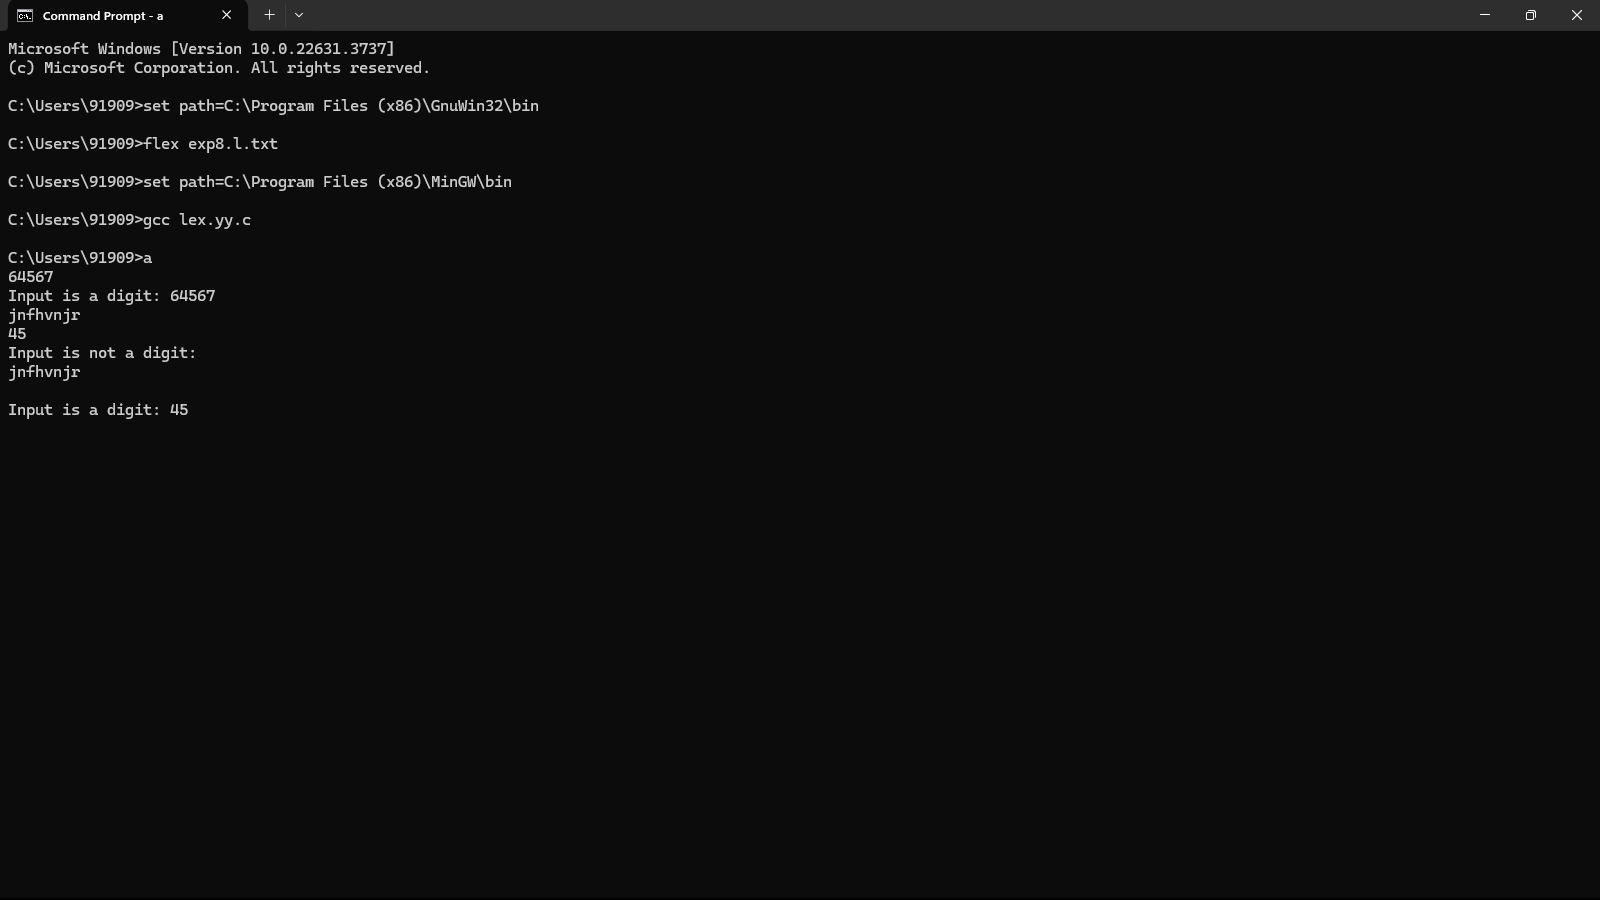 Command Prompt - a
Microsoft Windows [Version 10.0.22631.3737]
(c) Microsoft Corporation. All rights reserved.
C:\Users\91909>set path=C:\Program Files (x86)\GnuWin32\bin
C:\Users\91909>flex exp8.l.txt
C:\Users\91909>set path=C:\Program Files (x86)\MinGW\bin
C:\Users\91909>gcc lex.yy.c
C:\Users\91909>a
64567
Input is a digit: 64567
jnfhvnjr
45
Input is not a digit:
jnfhvnjr
Input is a digit: 45